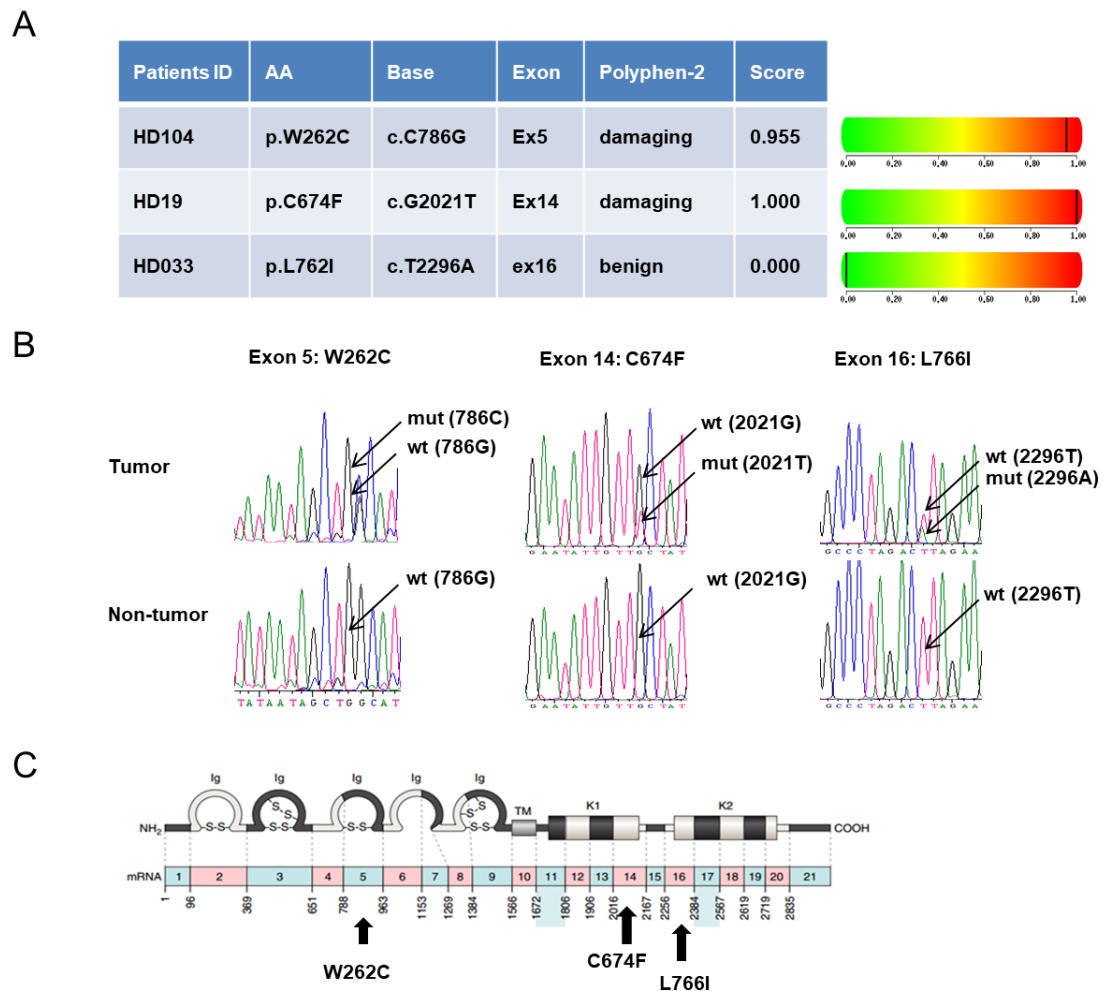 A
Patients ID AA Base Exon Polyphen-2 Score
HD104 p.W262C c.C786G Ex5 damaging 0.955
0.00 0.20 0.40 0.60 0.80 1.00
HD19 p.C674F c.G2021T Ex14 damaging 1.000
0.00 0.20 0.40 0.60 0.80 1.00
HD033 p.L762I c.T2296A ex16 benign 0.000
0.00 0.20 0.40 0.60 0.80 1.00
B
Exon 5: W262C Exon 14: C674F Exon 16: L766I
Tumor
mut (786C)
wt (786G)
wt (2021G)
mut (2021T)
wt (2296T)
mut (2296A)
GAATATTGTTGCTAT
GCCCTAGACTTAGAA
Non-tumor
wt (786G)
wt (2021G)
wt (2296T)
TATAATAGCTGGCAT
GAATATTGTTGCTAT
GCCCTAGACTTAGAA
C
Ig Ig Ig Ig Ig
S S S S
TM K1 K2
NH2 S-S S-S S-S S-S COOH
mRNA 1 2 3 4 5 6 7 8 9 10 11 12 13 14 15 16 17 18 19 20 21
1 96 369 651 788 963 1153 1269 1384 1566 1672 1806 1906 2016 2167 2256 2384 2567 2619 2719 2835
W262C
C674F
L766I